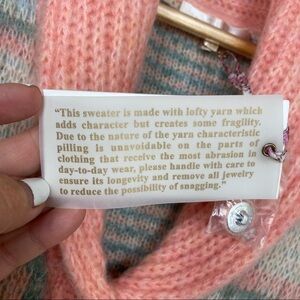 "This sweater is made with lofty yarn which
adds character but creates some fragility.
Due to the nature of the yarn characteristic
pilling is unavoidable on the parts of
clothing that receive the most abrasion in
day-to-day wear, please handle with care to
ensure its longevity and remove all jewelry
to reduce the possibility of snagging."